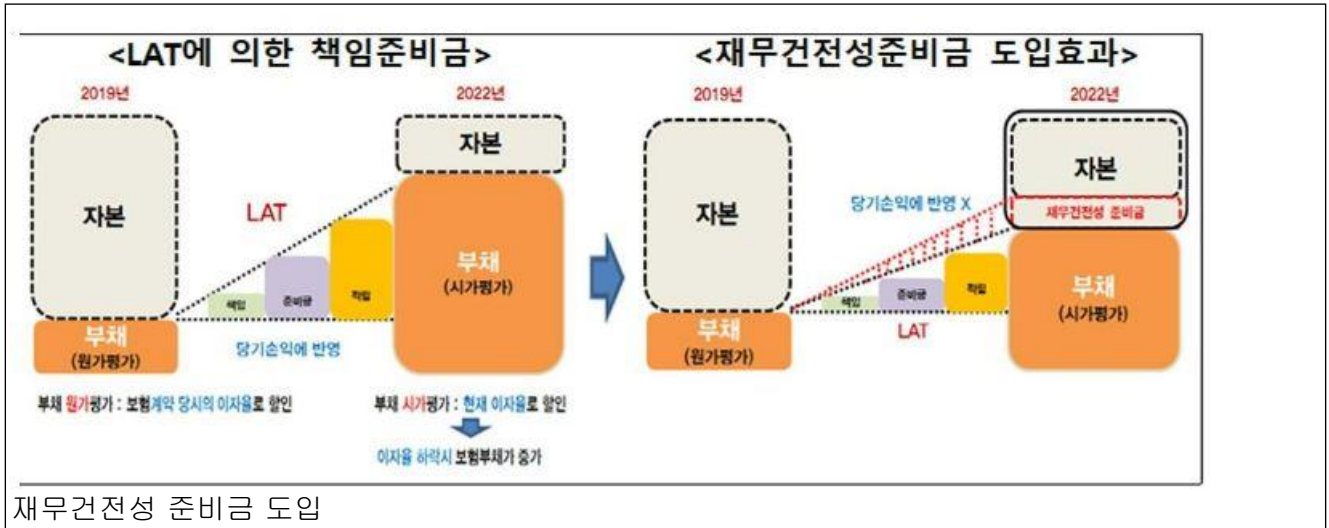 <LAT에 의한 책임준비금>
2019년
2022년
자본
자본
LAT
책임
준비금
적립
부채
(시가평가)
부채
(원가평가)
당기손익에 반영
부채 원가평가 : 보험계약 당시의 이자율로 할인
부채 시가평가 : 현재 이자율로 할인
이자율 하락시 보험부채가 증가
<재무건전성준비금 도입효과>
2019년
2022년
자본
자본
당기손익에 반영 X
재무건전성 준비금
책임
준비금
적립
부채
(시가평가)
부채
(원가평가)
LAT
재무건전성 준비금 도입